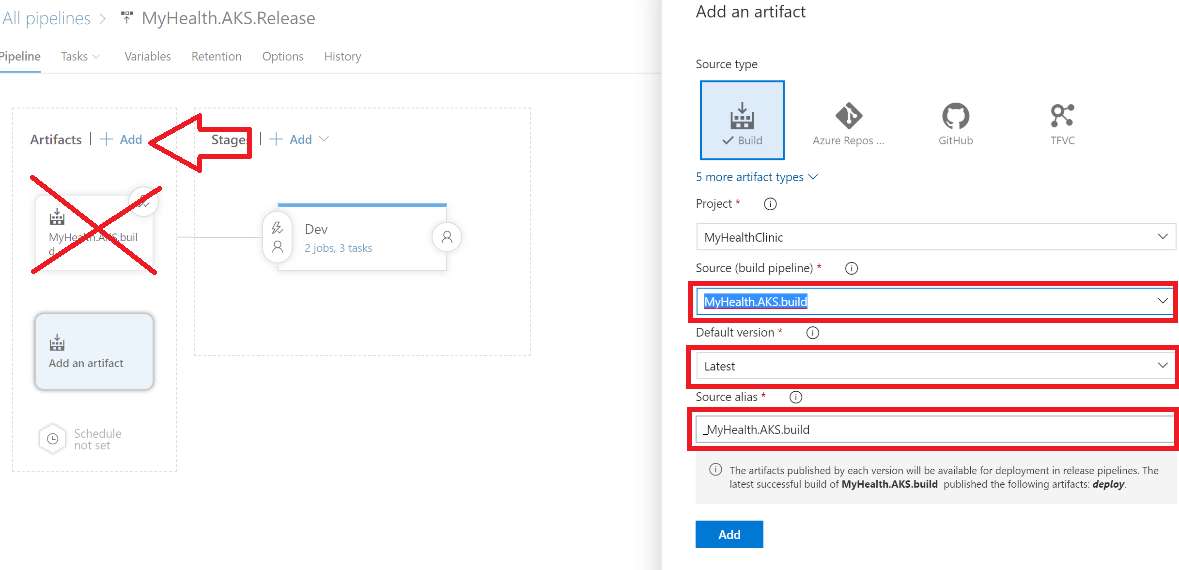 All pipelines > MyHealth.AKS.Release
Pipeline Tasks Variables Retention Options History
Artifacts | + Add
Stages | + Add
MyHealth.AKS.buil
d
Dev
2 jobs, 3 tasks
Add an artifact
Schedule
not set
Add an artifact
Source type
Build
Azure Repos ...
GitHub
TFVC
5 more artifact types
Project *
MyHealthClinic
Source (build pipeline) *
MyHealth.AKS.build
Default version *
Latest
Source alias *
_MyHealth.AKS.build
The artifacts published by each version will be available for deployment in release pipelines. The
latest successful build of MyHealth.AKS.build published the following artifacts: deploy.
Add